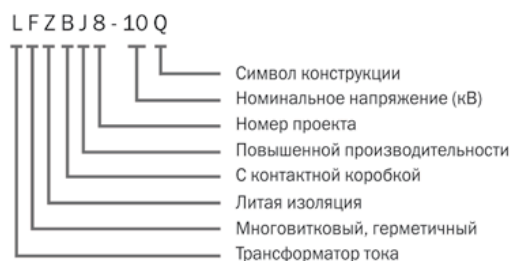 LFZBJ8-10Q
Символ конструкции
Номинальное напряжение (кВ)
Номер проекта
Повышенной производительности
С контактной коробкой
Литая изоляция
Многовитковый, герметичный
Трансформатор тока